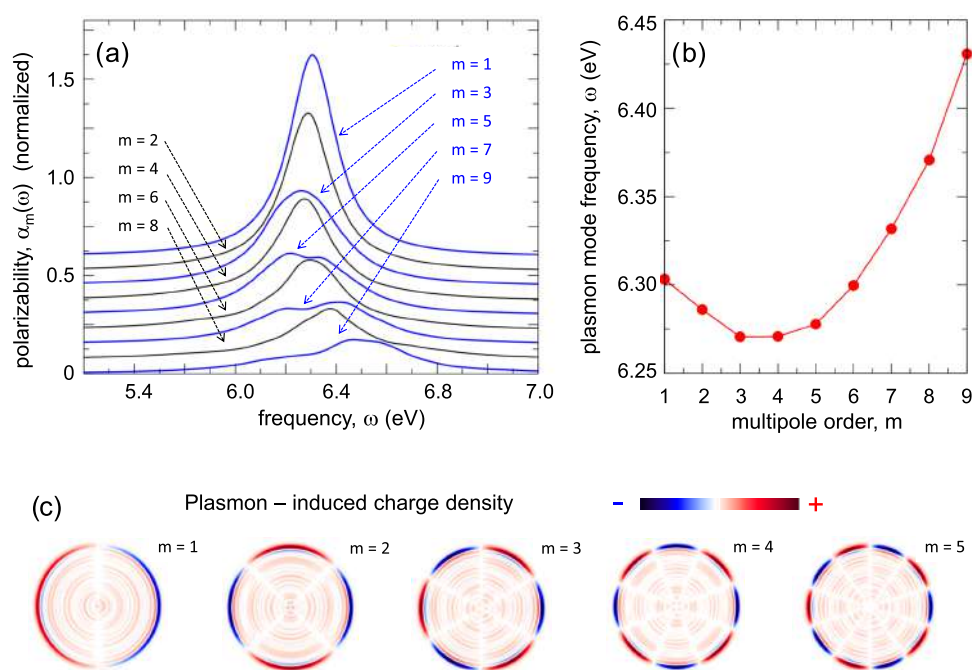 (a)
polarizability, αm(ω) (normalized)
1.5
1.0
0.5
0
m = 1
m = 3
m = 5
m = 7
m = 9
m = 2
m = 4
m = 6
m = 8
5.4 6.0 6.4 6.8 7.0
frequency, ω (eV)
(b)
plasmon mode frequency, ω (eV)
6.45
6.40
6.35
6.30
6.25
1 2 3 4 5 6 7 8 9
multipole order, m
(c) Plasmon – induced charge density - +
m = 1 m = 2 m = 3 m = 4 m = 5